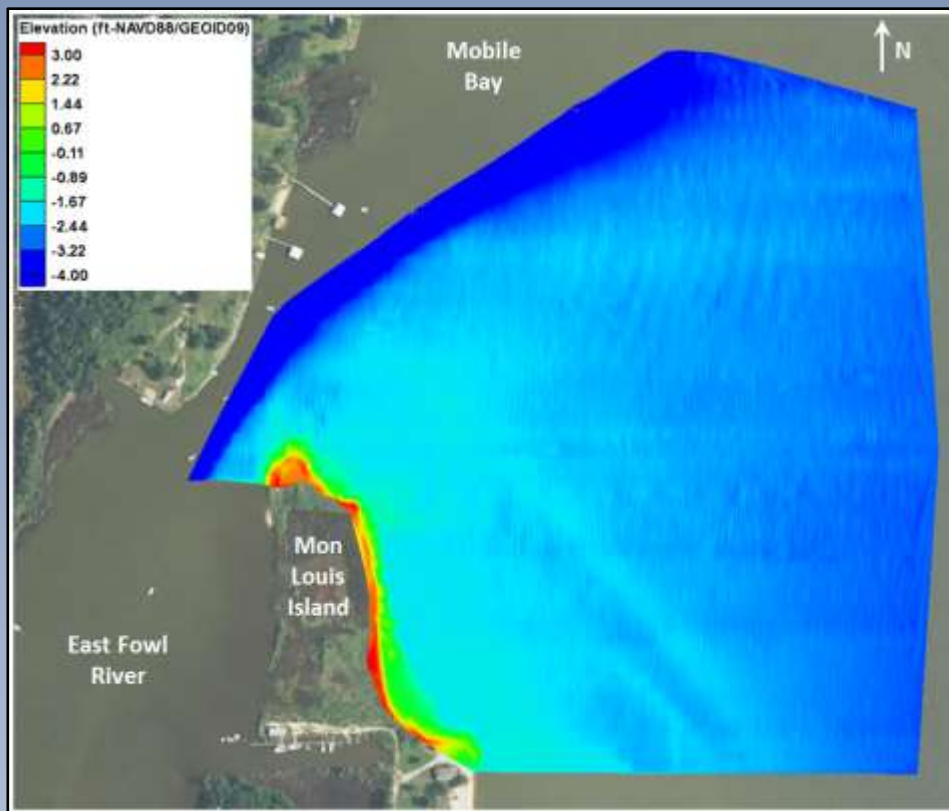 Elevation (ft-NAVD88/GEOID09)
3.00
2.22
1.44
0.67
-0.11
-0.89
-1.67
-2.44
-3.22
-4.00
Mobile
Bay
N
Mon
Louis
Island
East Fowl
River